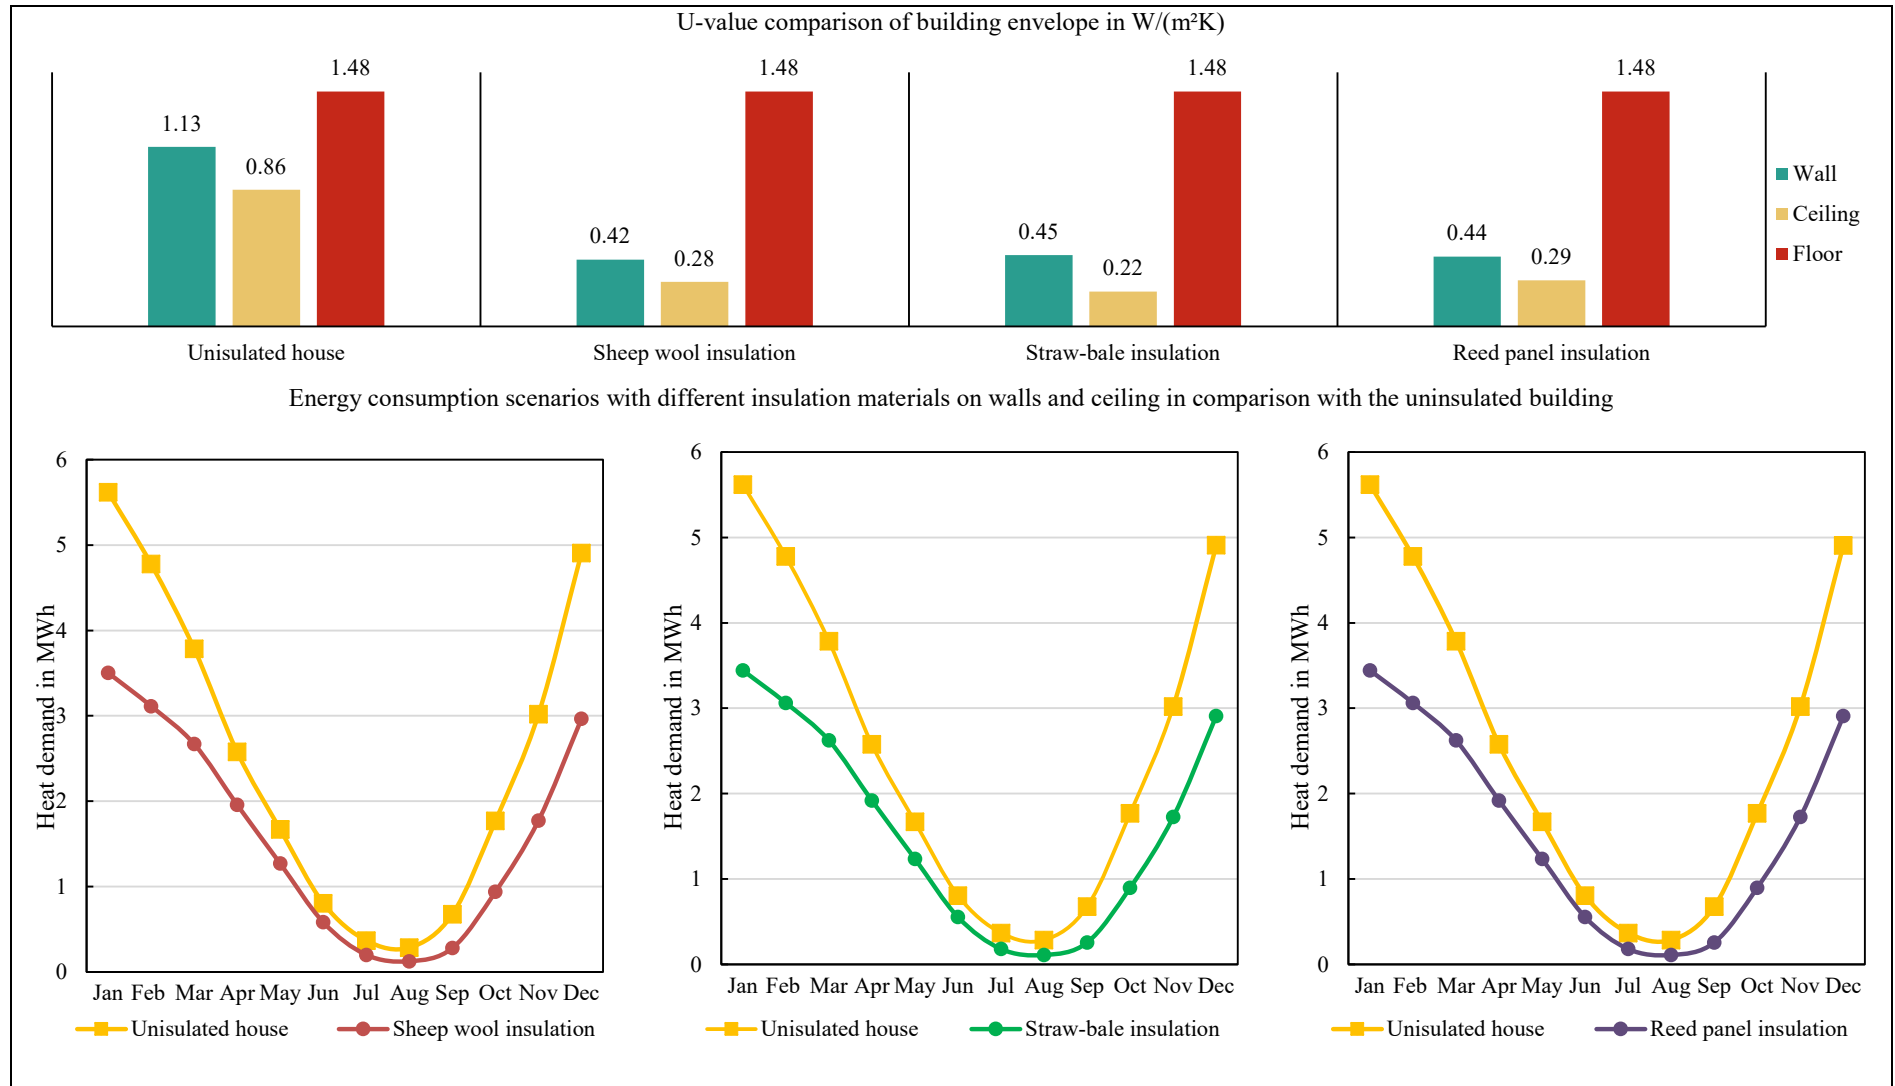 U-value comparison of building envelope in W/(m²K)
1.13 0.86 1.48 0.42 0.28 1.48 0.45 0.22 1.48 0.44 0.29 1.48
Wall
Ceiling
Floor
Unisulated house Sheep wool insulation Straw-bale insulation Reed panel insulation
Energy consumption scenarios with different insulation materials on walls and ceiling in comparison with the uninsulated building
Heat demand in MWh
6
5
4
3
2
1
0
Jan Feb Mar Apr May Jun Jul Aug Sep Oct Nov Dec
Unisulated house Sheep wool insulation
Heat demand in MWh
6
5
4
3
2
1
0
Jan Feb Mar Apr May Jun Jul Aug Sep Oct Nov Dec
Unisulated house Straw-bale insulation
Heat demand in MWh
6
5
4
3
2
1
0
Jan Feb Mar Apr May Jun Jul Aug Sep Oct Nov Dec
Unisulated house Reed panel insulation